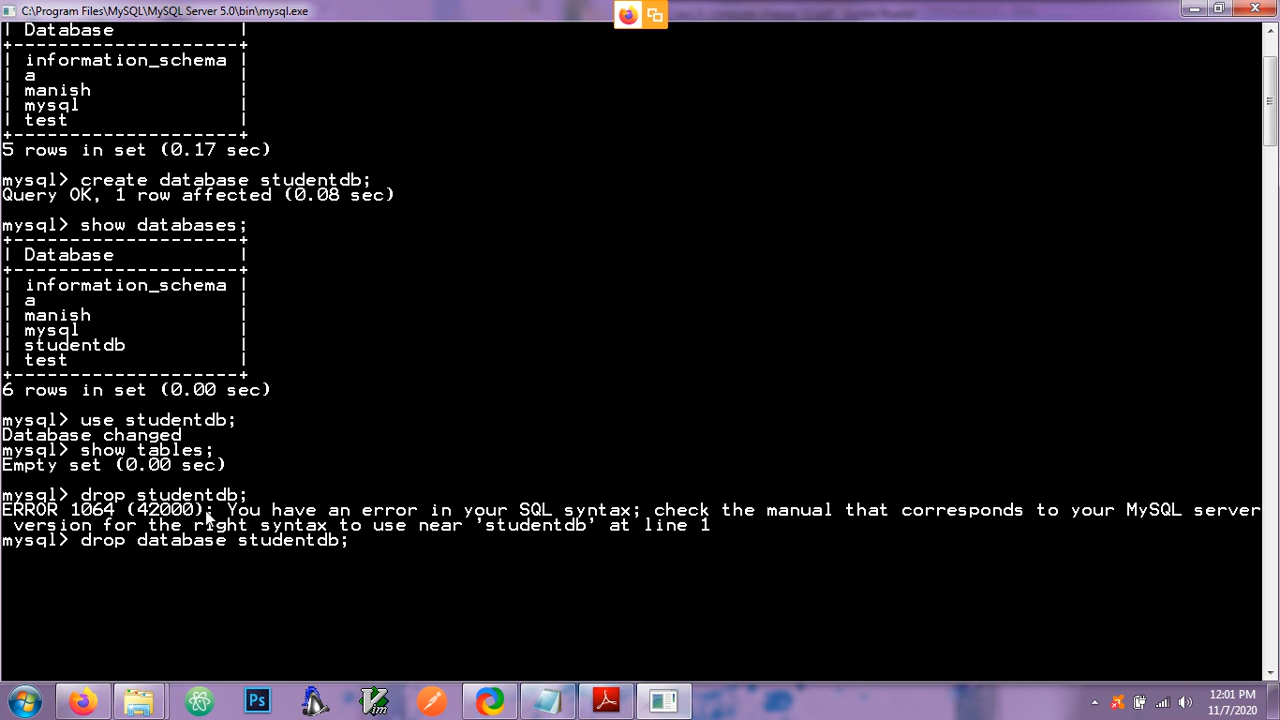 C:\Program Files\MySQL\MySQL Server 5.0\bin\mysql.exe
| Database           |
+--------------------+
| information_schema |
| a                  |
| manish             |
| mysql              |
| test               |
+--------------------+
5 rows in set (0.17 sec)
mysql> create database studentdb;
Query OK, 1 row affected (0.08 sec)
mysql> show databases;
+--------------------+
| Database           |
+--------------------+
| information_schema |
| a                  |
| manish             |
| mysql              |
| studentdb          |
| test               |
+--------------------+
6 rows in set (0.00 sec)
mysql> use studentdb;
Database changed
mysql> show tables;
Empty set (0.00 sec)
mysql> drop studentdb;
ERROR 1064 (42000): You have an error in your SQL syntax; check the manual that corresponds to your MySQL server
version for the right syntax to use near 'studentdb' at line 1
mysql> drop database studentdb;
Ps
12:01 PM
11/7/2020